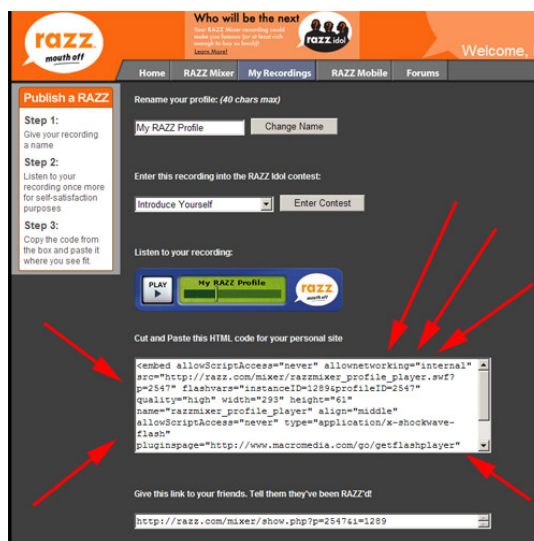 razz
mouth off
Who will be the next
Your RAZZ Mixer recording could
make you famous (or at least rich
enough to buy us lunch)!
Learn More!
razz idol
Welcome,
Home RAZZ Mixer My Recordings RAZZ Mobile Forums
Publish a RAZZ
Step 1:
Give your recording
a name
Step 2:
Listen to your
recording once more
for self-satisfaction
purposes
Step 3:
Copy the code from
the box and paste it
where you see fit.
Rename your profile: (40 chars max)
My RAZZ Profile Change Name
Enter this recording into the RAZZ Idol contest:
Introduce Yourself Enter Contest
Listen to your recording:
PLAY My RAZZ Profile razz mouth off
Cut and Paste this HTML code for your personal site
<embed allowScriptAccess="never" allownetworking="internal"
src="http://razz.com/mixer/razzmixer_profile_player.swf?
p=2547" flashvars="instanceID=1289&profileID=2547"
quality="high" width="293" height="61"
name="razzmixer_profile_player" align="middle"
allowScriptAccess="never" type="application/x-shockwave-
flash"
pluginspage="http://www.macromedia.com/go/getflashplayer"
Give this link to your friends. Tell them they've been RAZZ'd!
http://razz.com/mixer/show.php?p=2547&i=1289